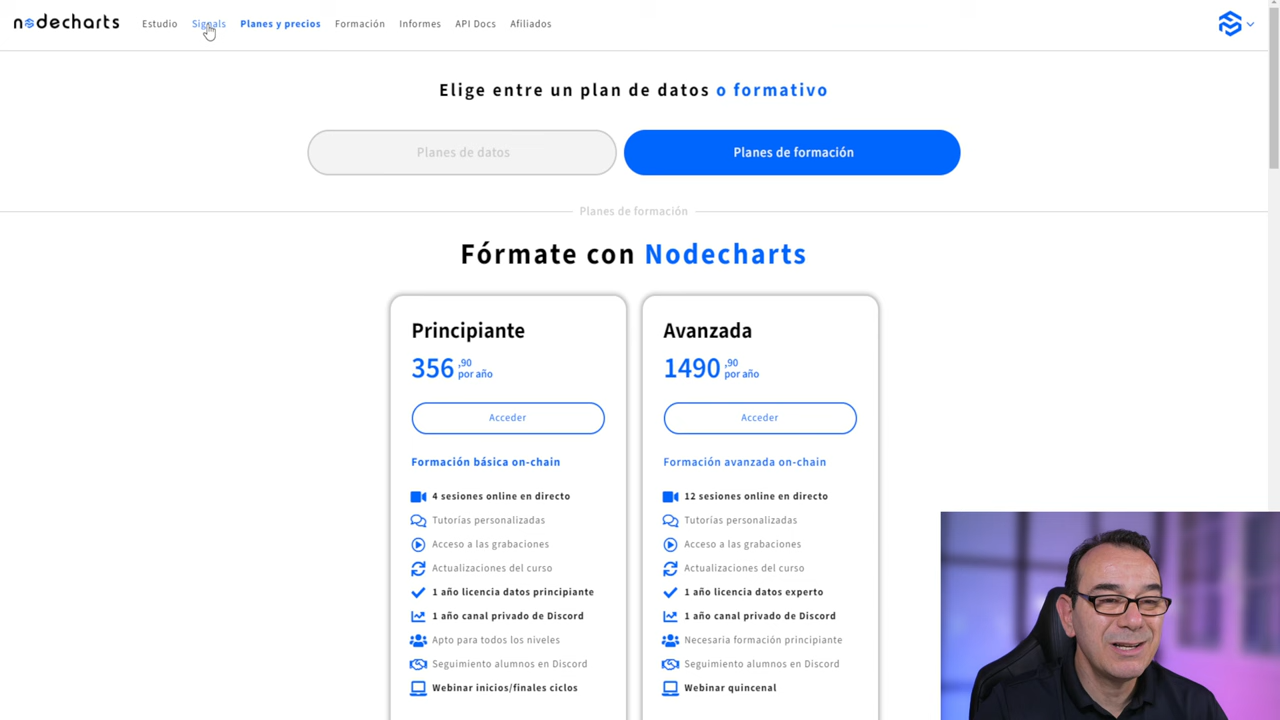 nodecharts
Estudio
Signals
Planes y precios
Formación
Informes
API Docs
Afiliados
Elige entre un plan de datos o formativo
Planes de datos
Planes de formación
Planes de formación
Fórmate con Nodecharts
Principiante
356,90 por año
Acceder
Formación básica on-chain
4 sesiones online en directo
Tutorías personalizadas
Acceso a las grabaciones
Actualizaciones del curso
1 año licencia datos principiante
1 año canal privado de Discord
Apto para todos los niveles
Seguimiento alumnos en Discord
Webinar inicios/finales ciclos
Avanzada
1490,90 por año
Acceder
Formación avanzada on-chain
12 sesiones online en directo
Tutorías personalizadas
Acceso a las grabaciones
Actualizaciones del curso
1 año licencia datos experto
1 año canal privado de Discord
Necesaria formación principiante
Seguimiento alumnos en Discord
Webinar quincenal